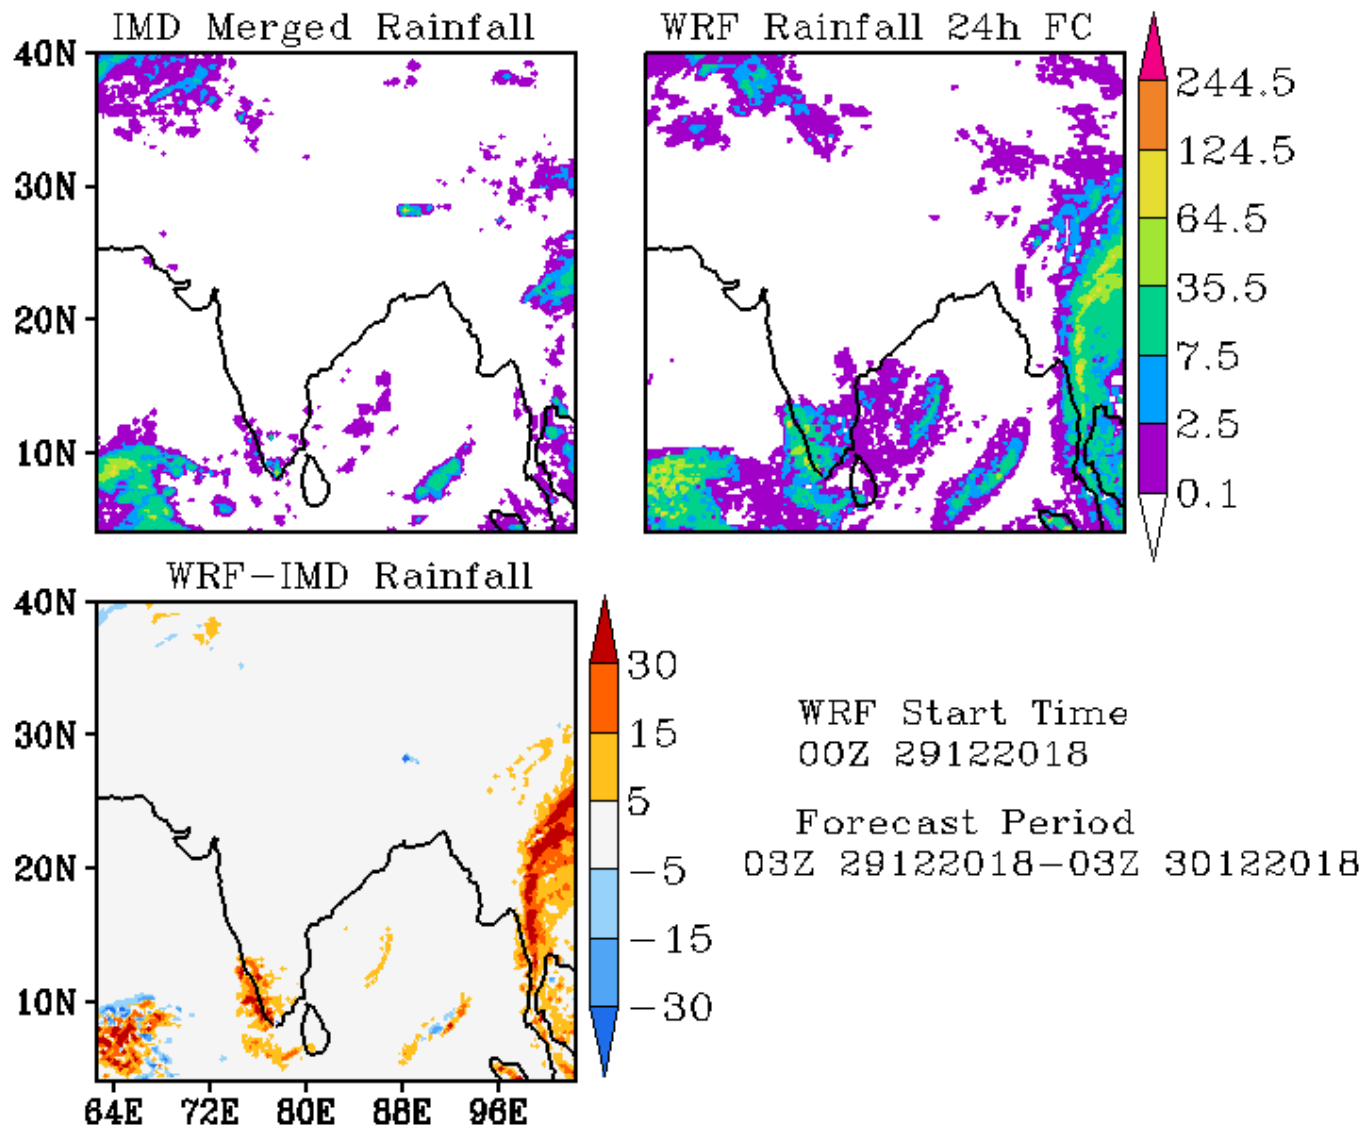 IMD Merged Rainfall
WRF Rainfall 24h FC
40N
30N
20N
10N
244.5
124.5
64.5
35.5
7.5
2.5
0.1
WRF-IMD Rainfall
40N
30N
20N
10N
64E 72E 80E 88E 96E
30
15
5
-5
-15
-30
WRF Start Time
00Z 29122018
Forecast Period
03Z 29122018-03Z 30122018